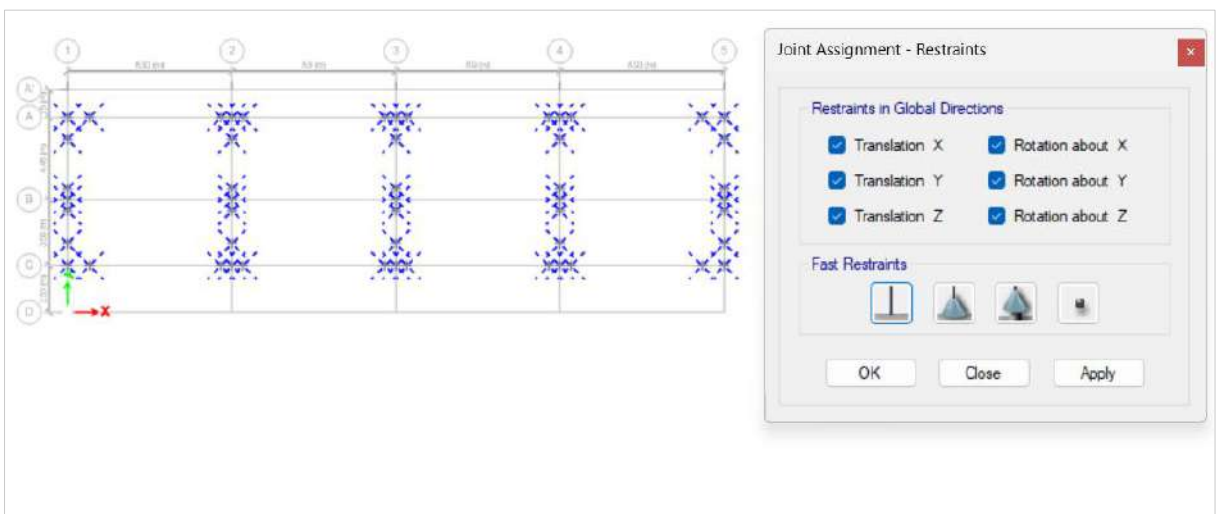 1 2 3 4 5
A'
A
B
C
D
X
Joint Assignment - Restraints
Restraints in Global Directions
Translation X Rotation about X
Translation Y Rotation about Y
Translation Z Rotation about Z
Fast Restraints
OK Close Apply